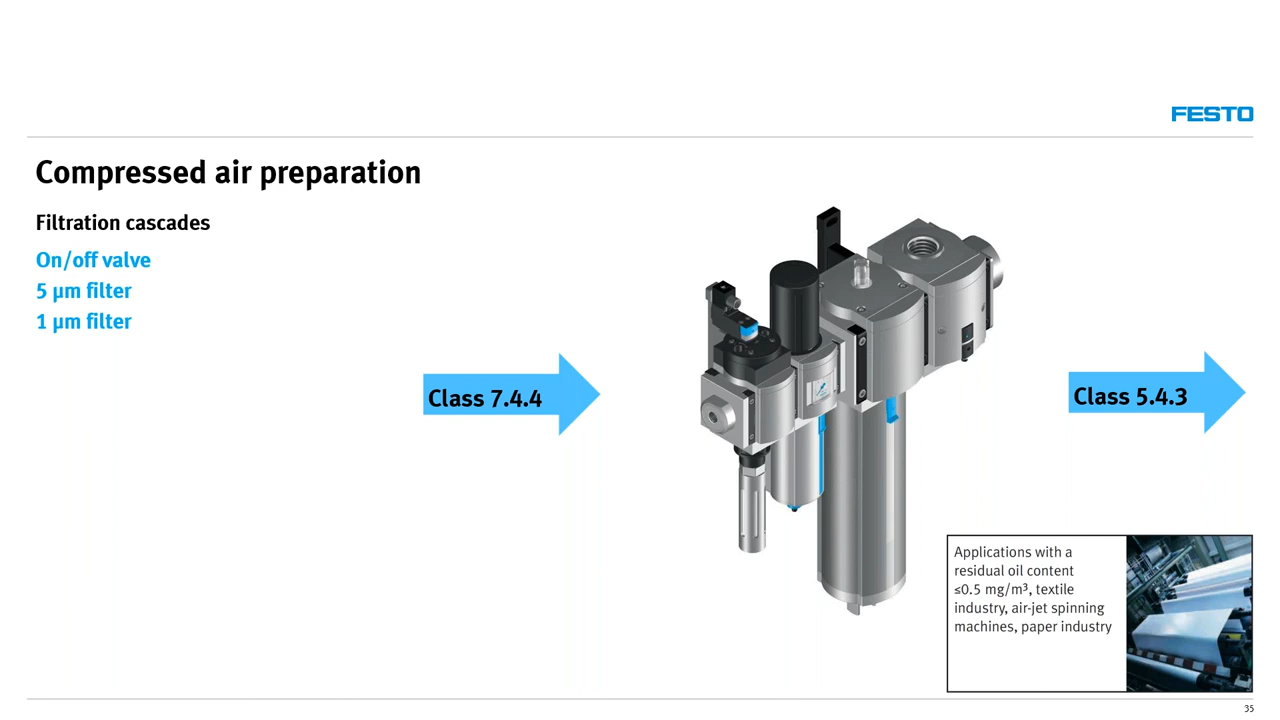 FESTO
Compressed air preparation
Filtration cascades
On/off valve
5 µm filter
1 µm filter
Class 7.4.4
Class 5.4.3
Applications with a
residual oil content
≤0.5 mg/m³, textile
industry, air-jet spinning
machines, paper industry
35